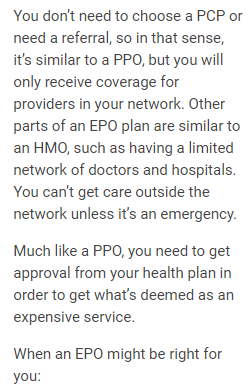 You don’t need to choose a PCP or
need a referral, so in that sense,
it’s similar to a PPO, but you will
only receive coverage for
providers in your network. Other
parts of an EPO plan are similar to
an HMO, such as having a limited
network of doctors and hospitals.
You can’t get care outside the
network unless it’s an emergency.
Much like a PPO, you need to get
approval from your health plan in
order to get what’s deemed as an
expensive service.
When an EPO might be right for
you: